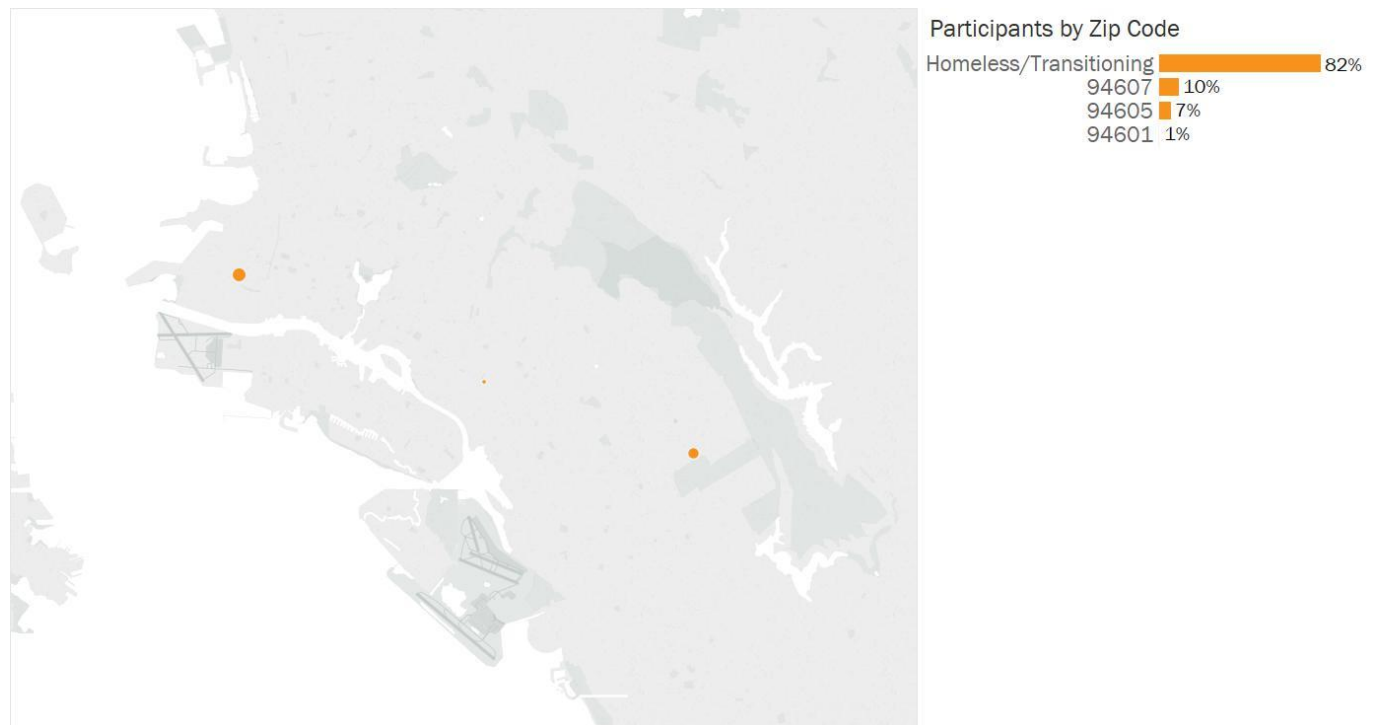 Participants by Zip Code
Homeless/Transitioning 82%
94607 10%
94605 7%
94601 1%